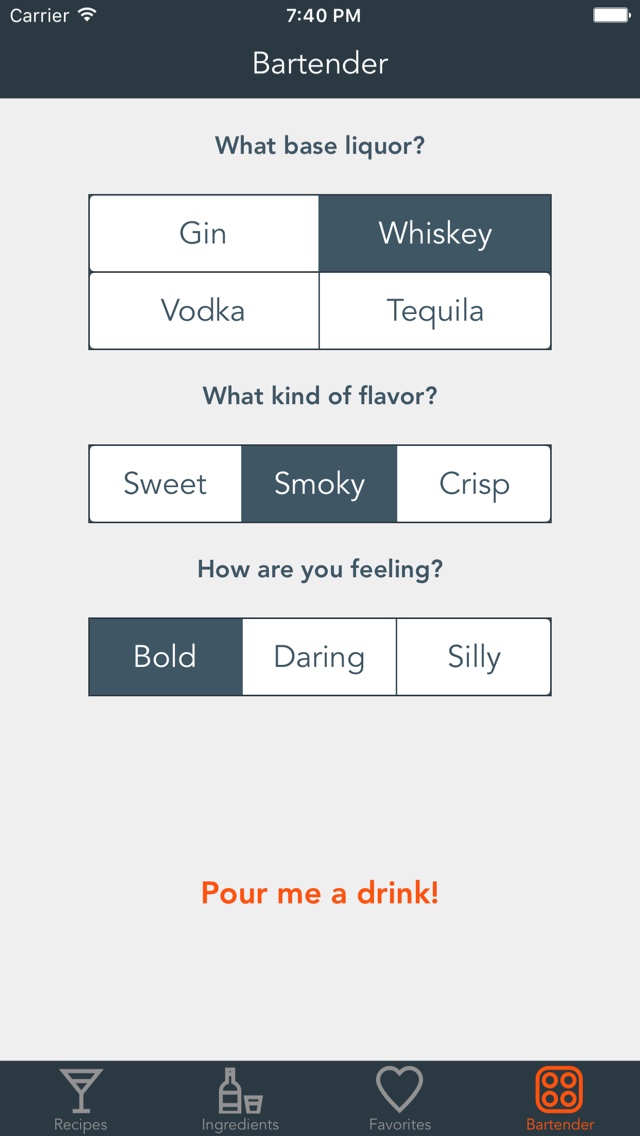 Carrier 7:40 PM
Bartender
What base liquor?
Gin Whiskey
Vodka Tequila
What kind of flavor?
Sweet Smoky Crisp
How are you feeling?
Bold Daring Silly
Pour me a drink!
Recipes Ingredients Favorites Bartender